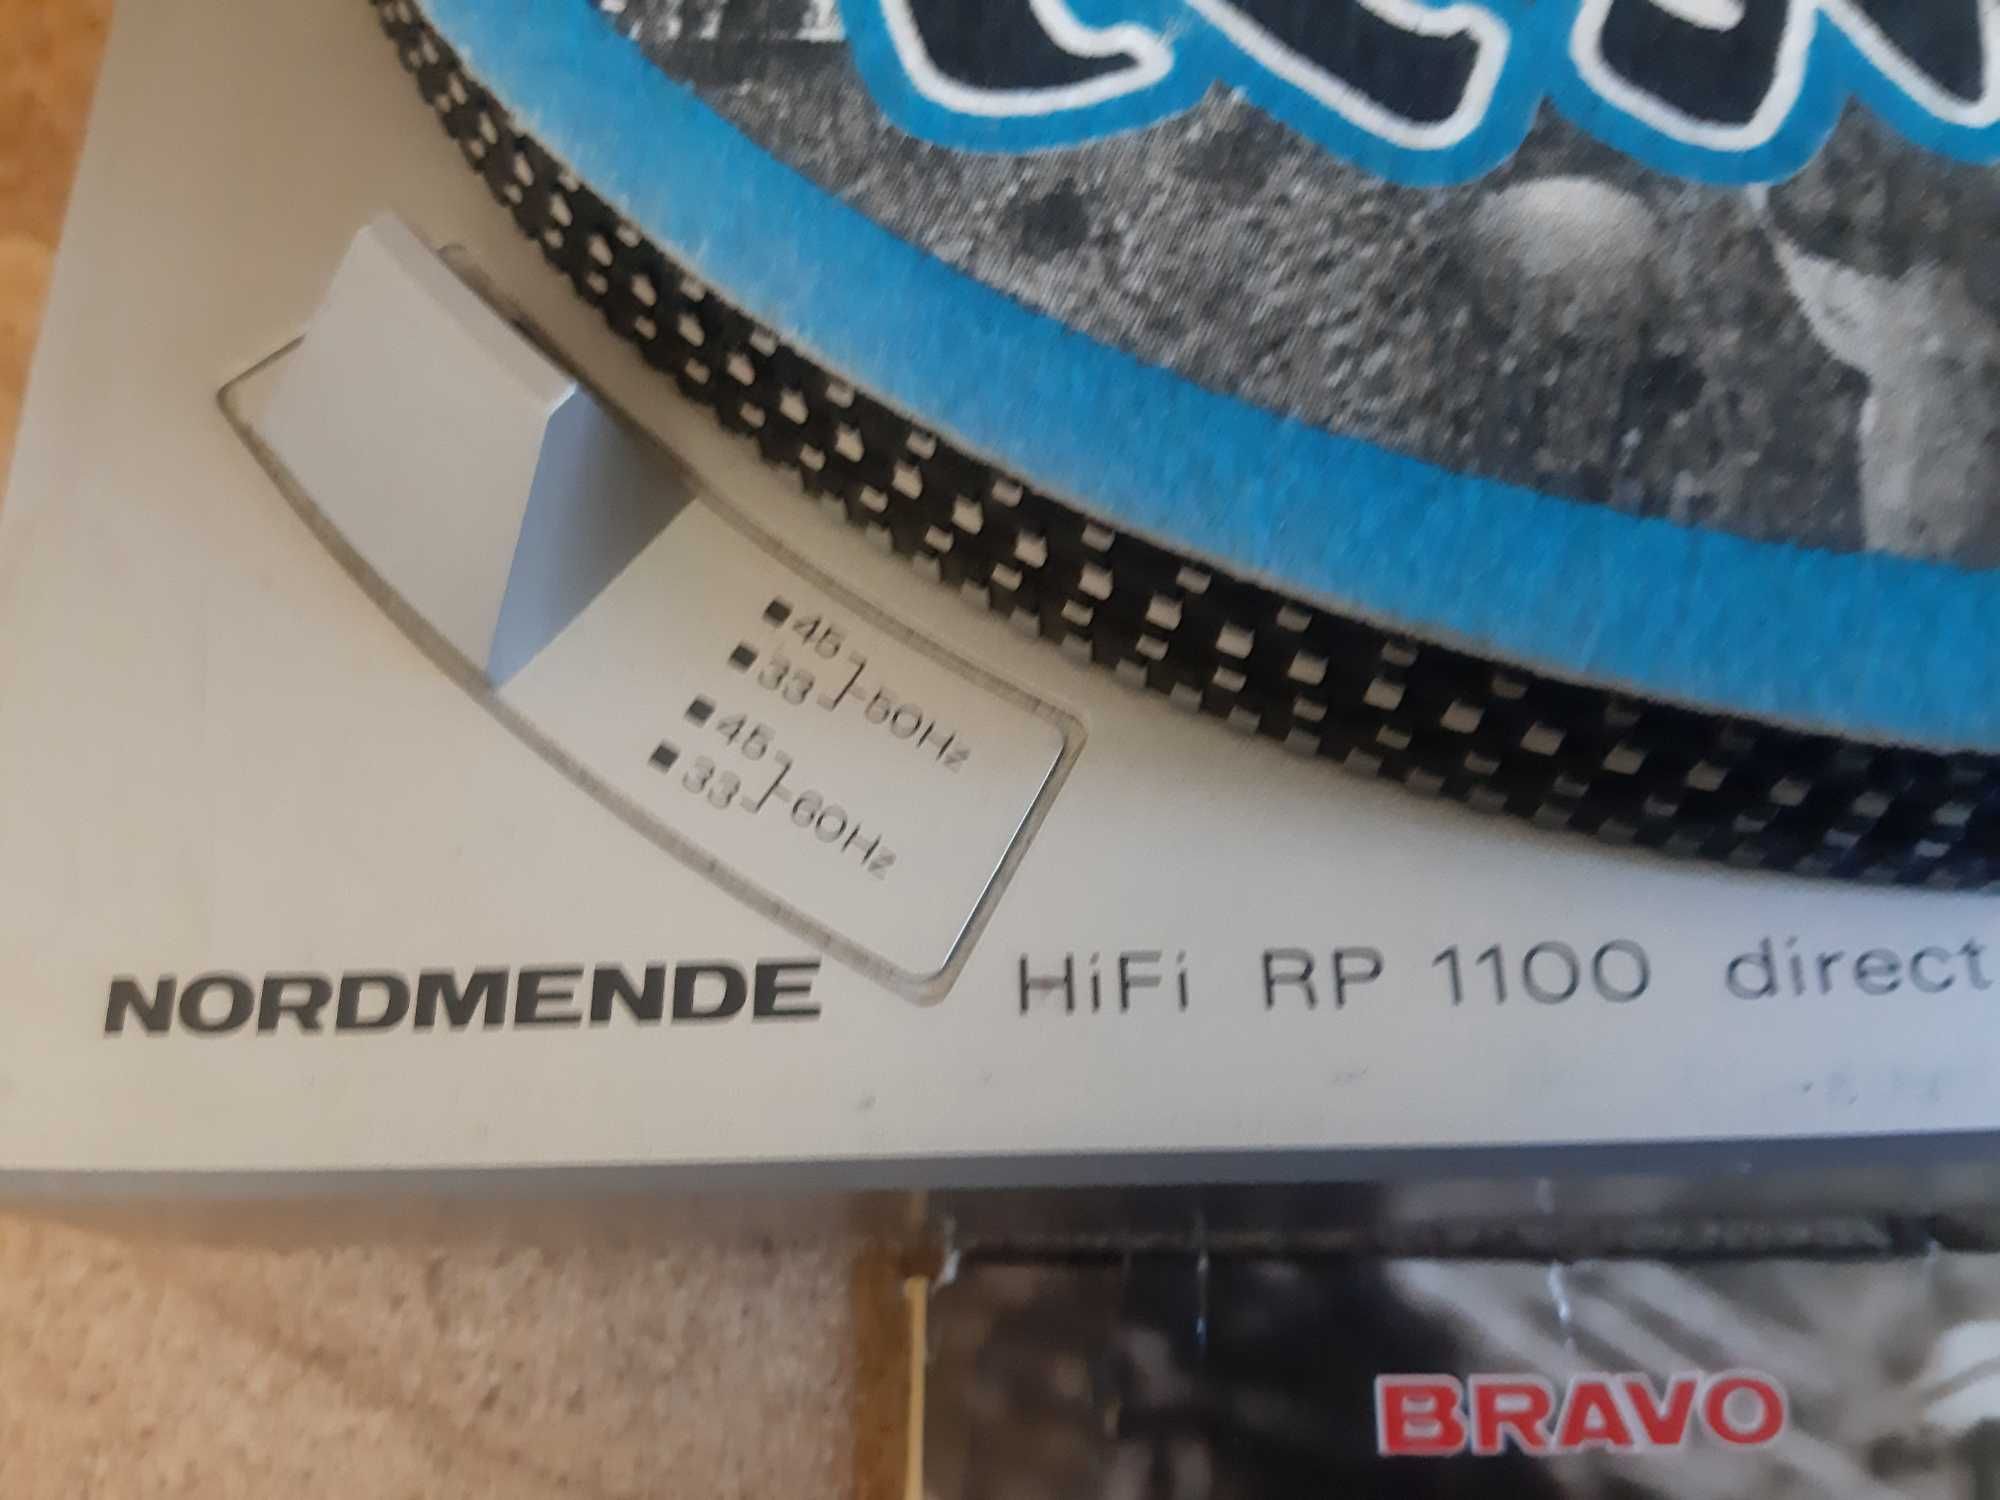 45
33 50Hz
45
33 60Hz
NORDMENDE HiFi RP 1100 direct
BRAVO